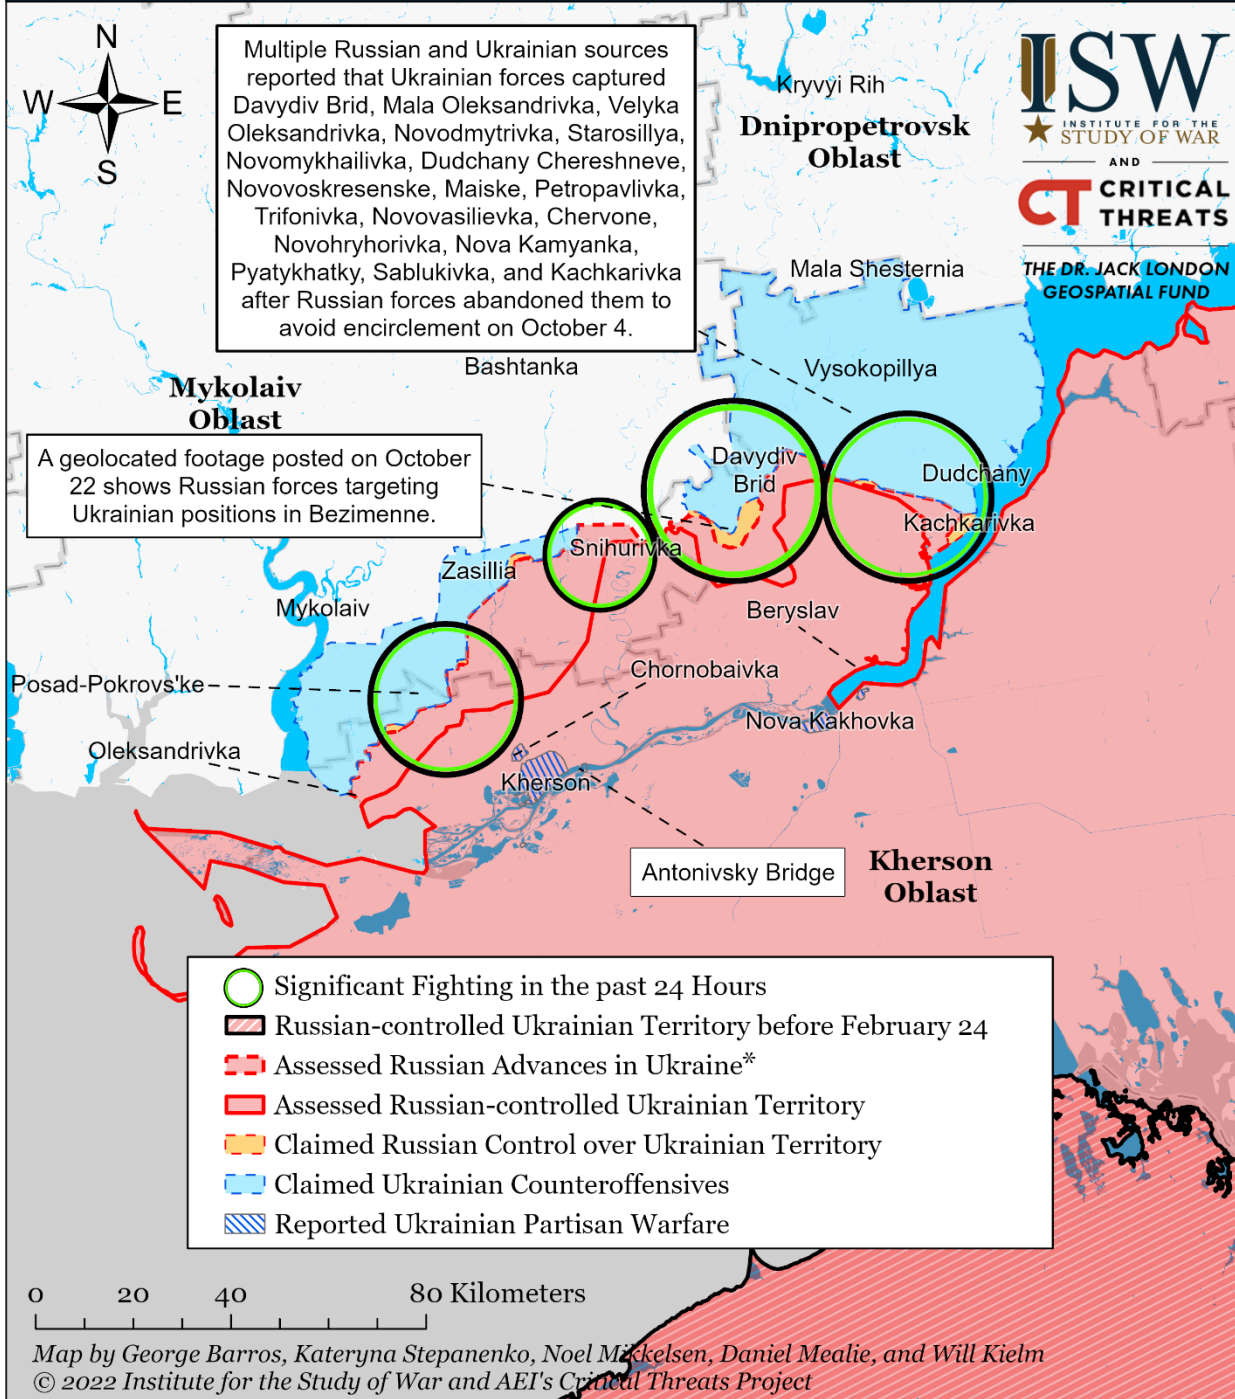 N
W
E
S
Multiple Russian and Ukrainian sources
reported that Ukrainian forces captured
Davydiv Brid, Mala Oleksandrivka, Velyka
Oleksandrivka, Novodmytrivka, Starosillya,
Novomykhailivka, Dudchany Chereshneve,
Novovoskresenske, Maiske, Petropavlivka,
Trifonivka, Novovasilievka, Chervone,
Novohryhorivka, Nova Kamyanka,
Pyatykhatky, Sablukivka, and Kachkarivka
after Russian forces abandoned them to
avoid encirclement on October 4.
Kryvyi Rih
Dnipropetrovsk
Oblast
ISW
INSTITUTE FOR THE
STUDY OF WAR
AND
CT CRITICAL
THREATS
THE DR. JACK LONDON
GEOSPATIAL FUND
Mala Shesternia
Bashtanka
Vysokopillya
Mykolaiv
Oblast
A geolocated footage posted on October
22 shows Russian forces targeting
Ukrainian positions in Bezimenne.
Davydiv
Brid
Dudchany
Kachkarivka
Snihurivka
Zasillia
Mykolaiv
Beryslav
Chornobaivka
Posad-Pokrovs'ke
Nova Kakhovka
Oleksandrivka
Kherson
Antonivsky Bridge
Kherson
Oblast
Significant Fighting in the past 24 Hours
Russian-controlled Ukrainian Territory before February 24
Assessed Russian Advances in Ukraine*
Assessed Russian-controlled Ukrainian Territory
Claimed Russian Control over Ukrainian Territory
Claimed Ukrainian Counteroffensives
Reported Ukrainian Partisan Warfare
0 20 40 80 Kilometers
Map by George Barros, Kateryna Stepanenko, Noel Mikkelsen, Daniel Mealie, and Will Kielm
© 2022 Institute for the Study of War and AEI's Critical Threats Project